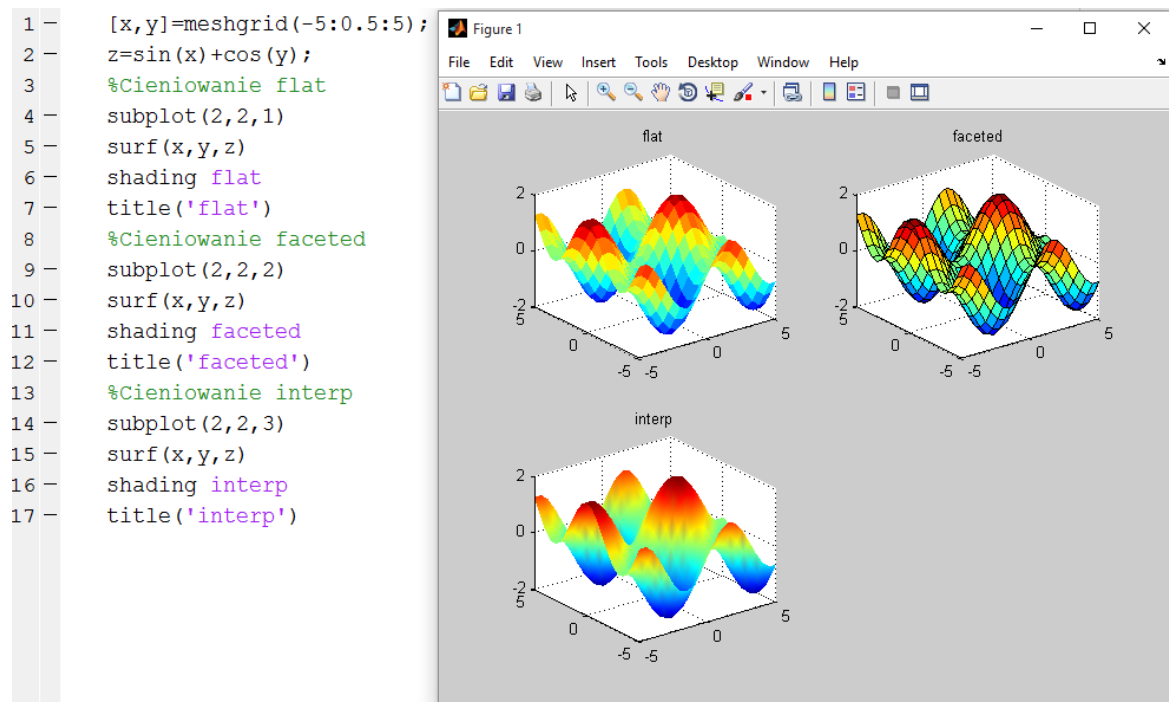 1 -    [x,y]=meshgrid(-5:0.5:5);
2 -    z=sin(x)+cos(y);
3      %Cieniowanie flat
4 -    subplot(2,2,1)
5 -    surf(x,y,z)
6 -    shading flat
7 -    title('flat')
8      %Cieniowanie faceted
9 -    subplot(2,2,2)
10 -   surf(x,y,z)
11 -   shading faceted
12 -   title('faceted')
13     %Cieniowanie interp
14 -   subplot(2,2,3)
15 -   surf(x,y,z)
16 -   shading interp
17 -   title('interp')
Figure 1
File Edit View Insert Tools Desktop Window Help
flat
2
0
-2
5
0
-5
-5
0
5
faceted
2
0
-2
5
0
-5
-5
0
5
interp
2
0
-2
5
0
-5
-5
0
5